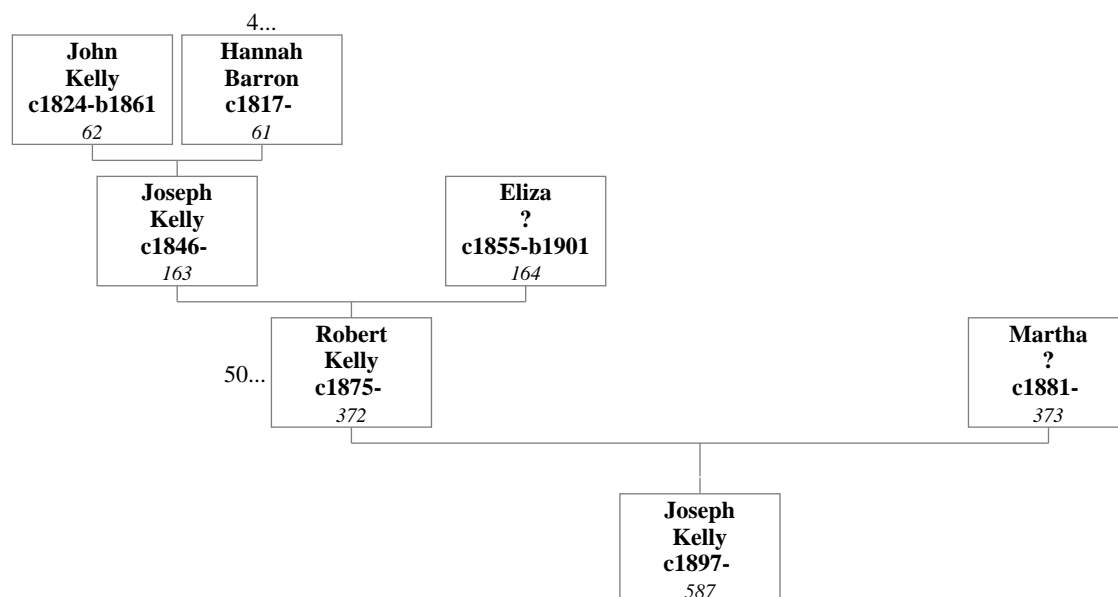 4...
John
Kelly
c1824-b1861
62
Hannah
Barron
c1817-
61
Joseph
Kelly
c1846-
163
Eliza
?
c1855-b1901
164
50...
Robert
Kelly
c1875-
372
Martha
?
c1881-
373
Joseph
Kelly
c1897-
587